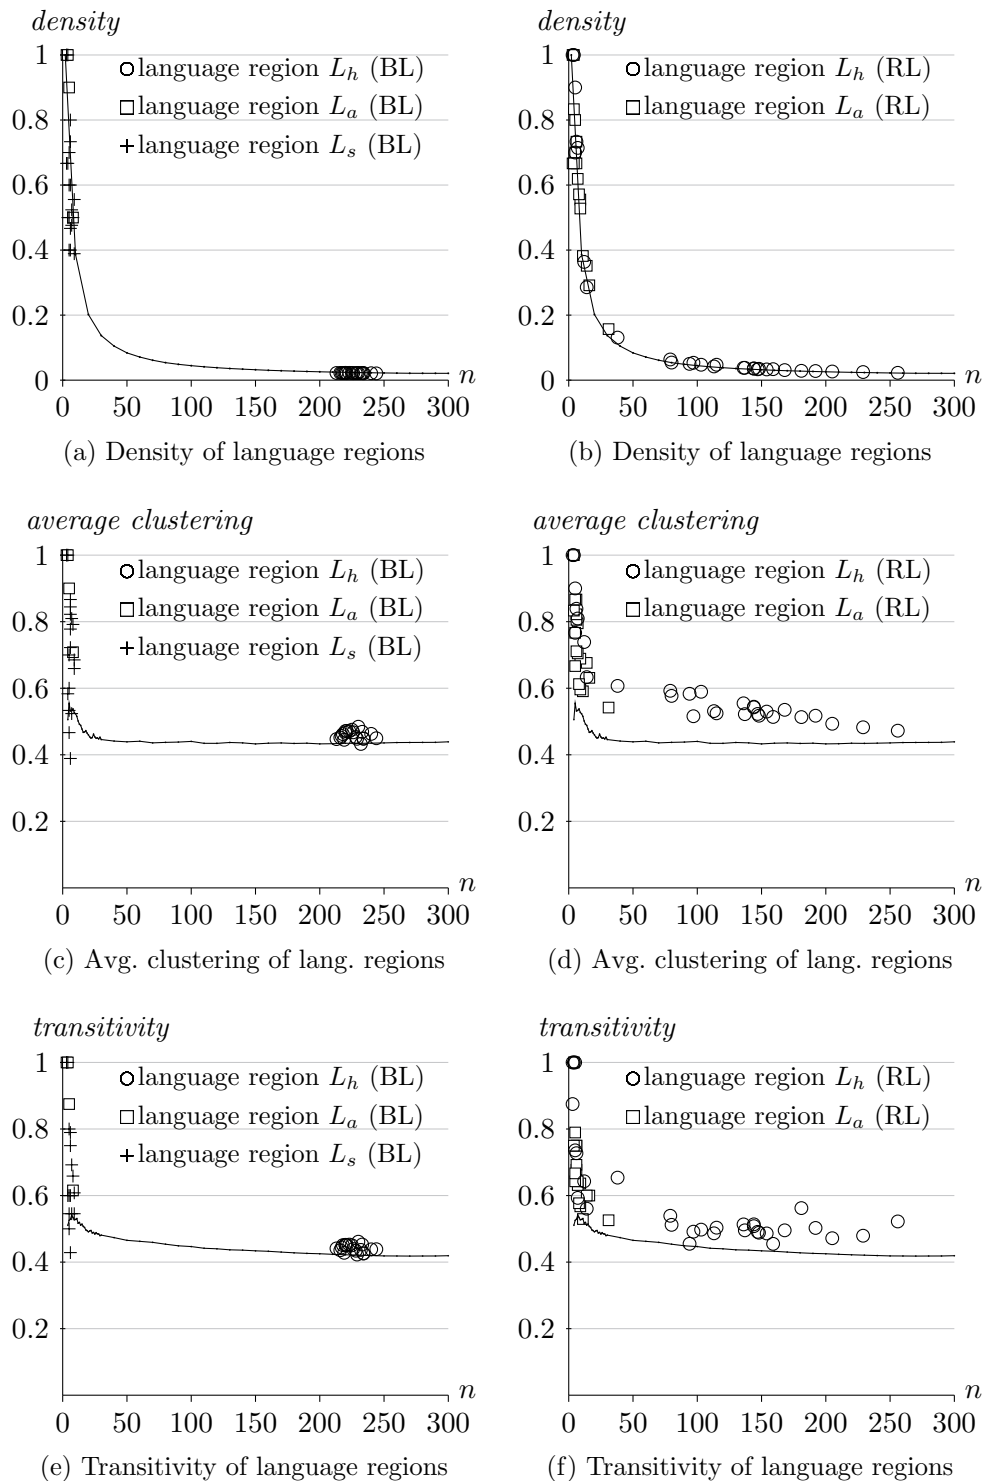 density
1
0.8
0.6
0.4
0.2
0
language region L_h (BL)
language region L_a (BL)
language region L_s (BL)
n
0 50 100 150 200 250 300
(a) Density of language regions
density
1
0.8
0.6
0.4
0.2
0
language region L_h (RL)
language region L_a (RL)
n
0 50 100 150 200 250 300
(b) Density of language regions
average clustering
1
0.8
0.6
0.4
0.2
language region L_h (BL)
language region L_a (BL)
language region L_s (BL)
n
0 50 100 150 200 250 300
(c) Avg. clustering of lang. regions
average clustering
1
0.8
0.6
0.4
0.2
language region L_h (RL)
language region L_a (RL)
n
0 50 100 150 200 250 300
(d) Avg. clustering of lang. regions
transitivity
1
0.8
0.6
0.4
0.2
language region L_h (BL)
language region L_a (BL)
language region L_s (BL)
n
0 50 100 150 200 250 300
(e) Transitivity of language regions
transitivity
1
0.8
0.6
0.4
0.2
language region L_h (RL)
language region L_a (RL)
n
0 50 100 150 200 250 300
(f) Transitivity of language regions